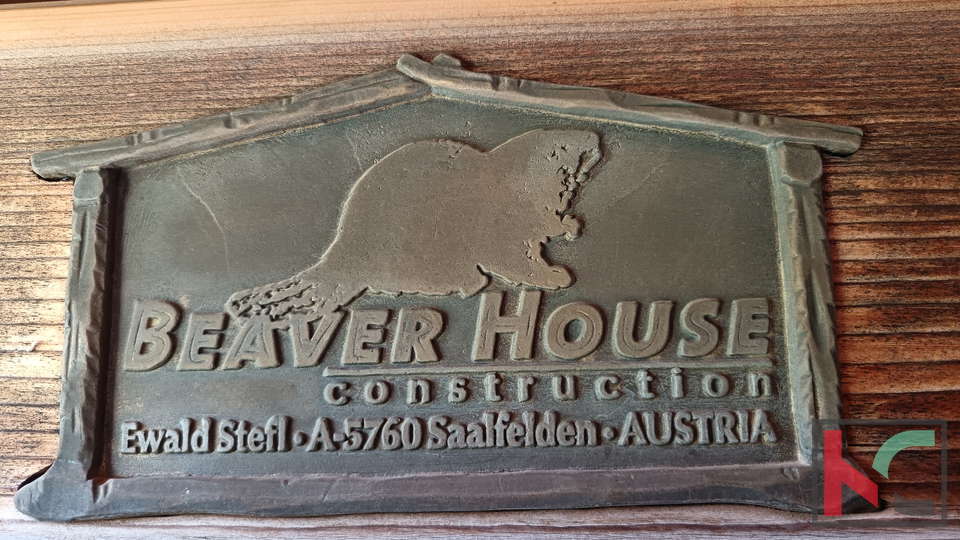 BEAVER HOUSE
construction
Ewald Stefl • A-5760 Saalfelden • AUSTRIA